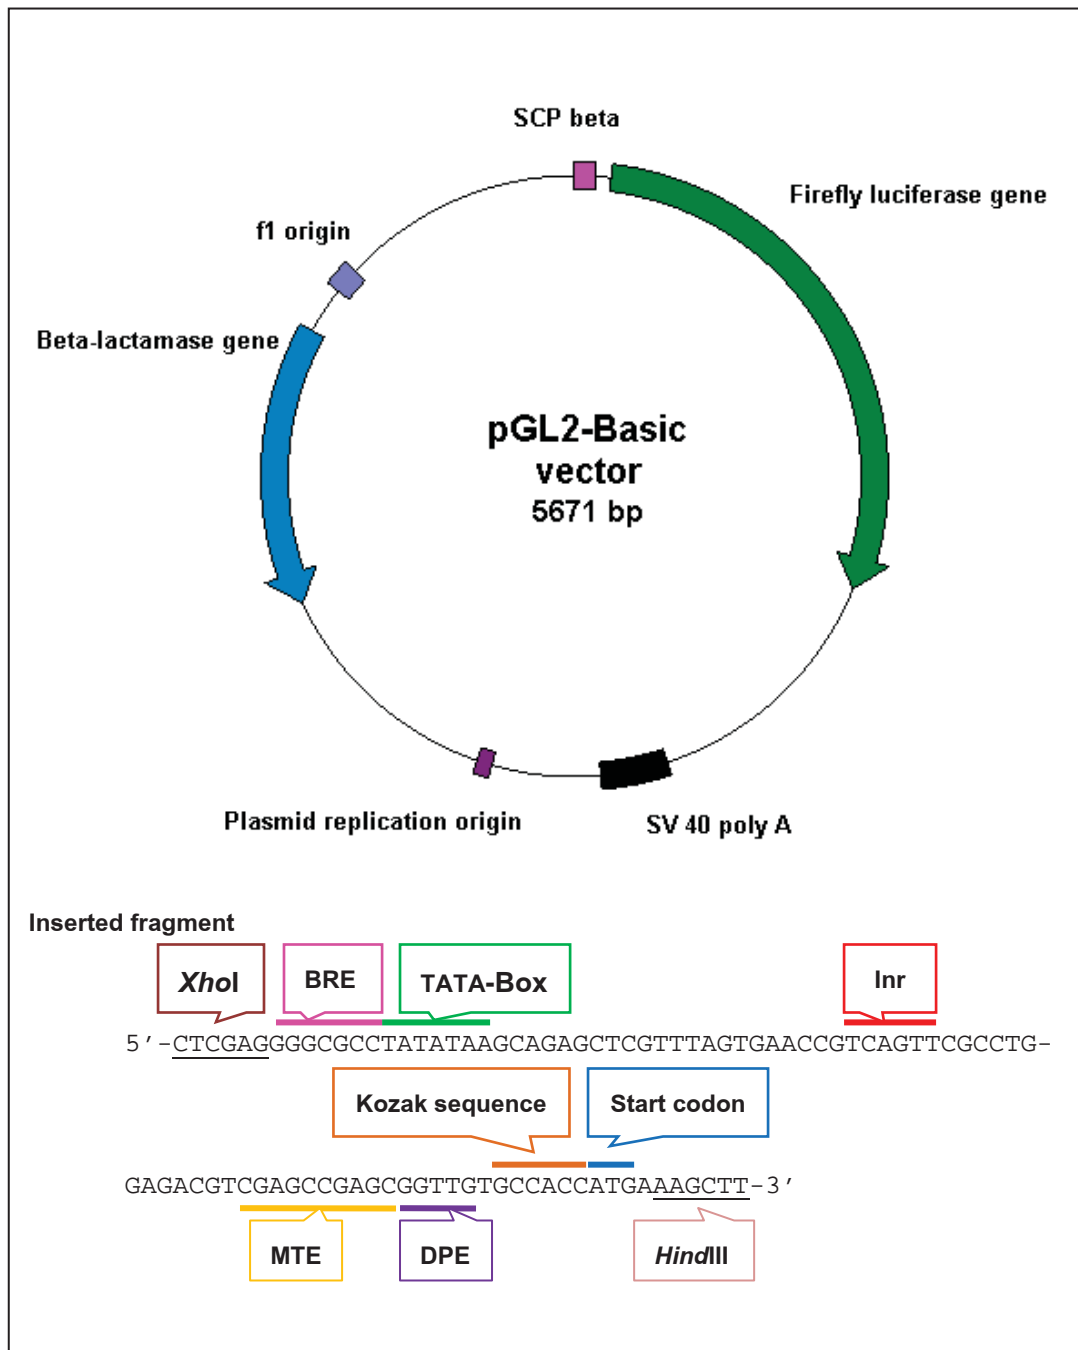 SCP beta
Firefly luciferase gene
f1 origin
Beta-lactamase gene
pGL2-Basic
vector
5671 bp
Plasmid replication origin
SV 40 poly A
Inserted fragment
XhoI
BRE
TATA-Box
Inr
5’-CTCGAGGGGCGCCTATATAAGCAGAGCTCGTTTAGTGAACCGTCAGTTCGCCTG-
Kozak sequence
Start codon
GAGACGTCGAGCCGAGCGGTTGTGCCACCATGAAAGCTT-3’
MTE
DPE
HindIII